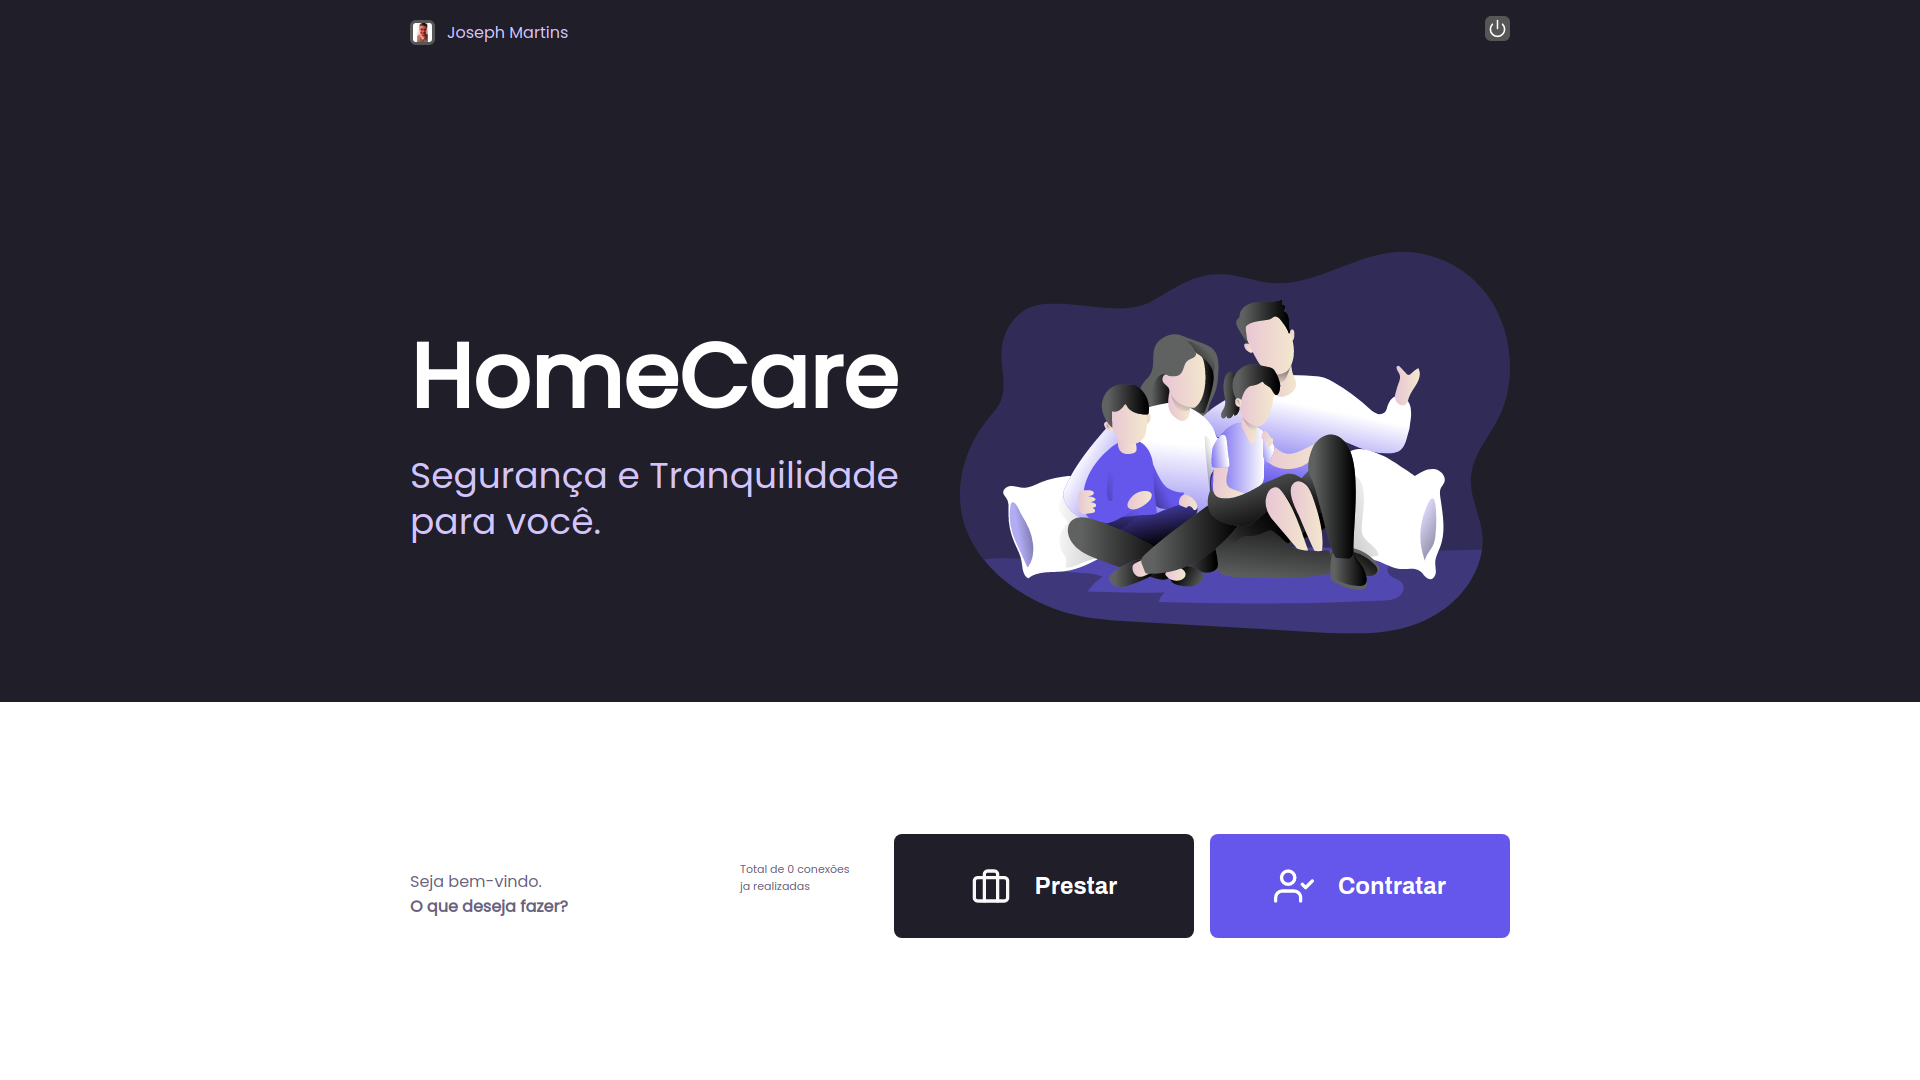 Joseph Martins
HomeCare
Segurança e Tranquilidade
para você.
Seja bem-vindo.
O que deseja fazer?
Total de 0 conexões
ja realizadas
Prestar
Contratar